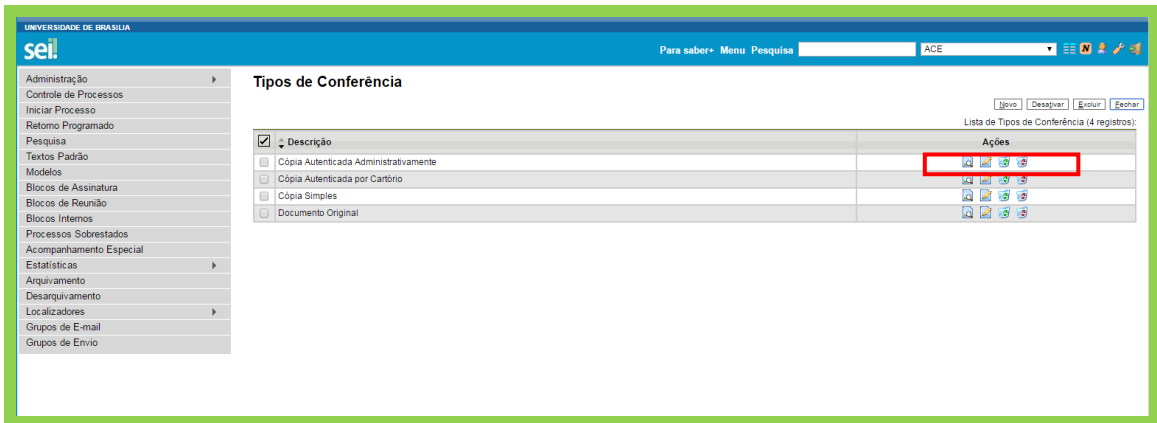 UNIVERSIDADE DE BRASILIA
sei!
Para saber+ Menu Pesquisa
ACE
N
Administração
Controle de Processos
Iniciar Processo
Retorno Programado
Pesquisa
Textos Padrão
Modelos
Blocos de Assinatura
Blocos de Reunião
Blocos Internos
Processos Sobrestados
Acompanhamento Especial
Estatísticas
Arquivamento
Desarquivamento
Localizadores
Grupos de E-mail
Grupos de Envio
Tipos de Conferência
Novo Desativar Excluir Fechar
Lista de Tipos de Conferência (4 registros):
Descrição Ações
Cópia Autenticada Administrativamente
Cópia Autenticada por Cartório
Cópia Simples
Documento Original